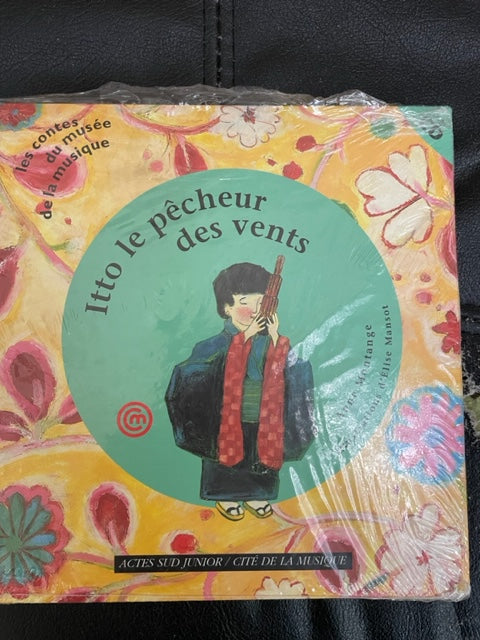 les contes
du musée
de la musique
Itto le pêcheur
des vents
Montange
d'Élise Mansot
ACTES SUD JUNIOR / CITÉ DE LA MUSIQUE